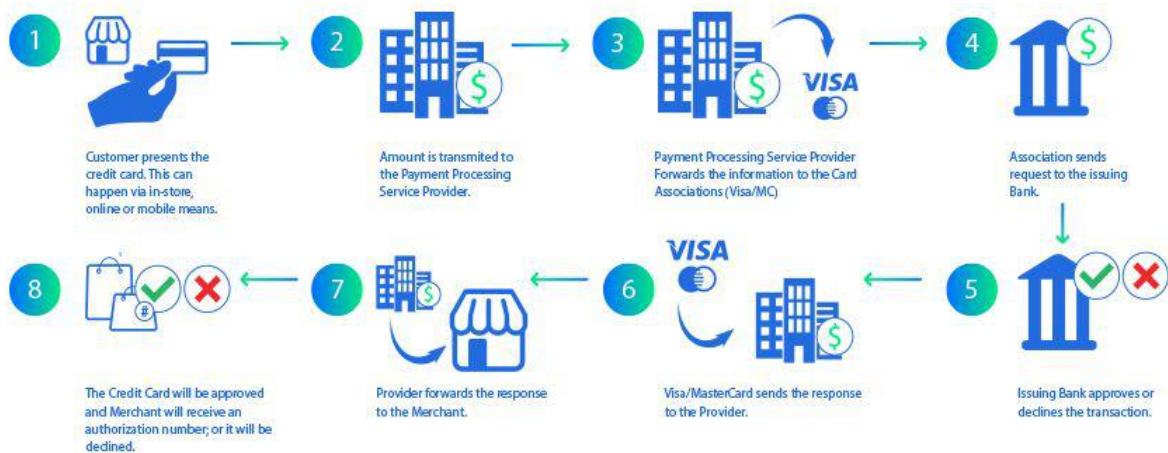 1
2
3
VISA
4
Customer presents the
credit card. This can
happen via in-store,
online or mobile means.
Amount is transmited to
the Payment Processing
Service Provider.
Payment Processing Service Provider
Forwards the information to the Card
Associations (Visa/MC)
Association sends
request to the issuing
Bank.
8
#
7
6
VISA
5
The Credit Card will be approved
and Merchant will receive an
authorization number; or it will be
declined.
Provider forwards the response
to the Merchant.
Visa/MasterCard sends the response
to the Provider.
Issuing Bank approves or
declines the transaction.